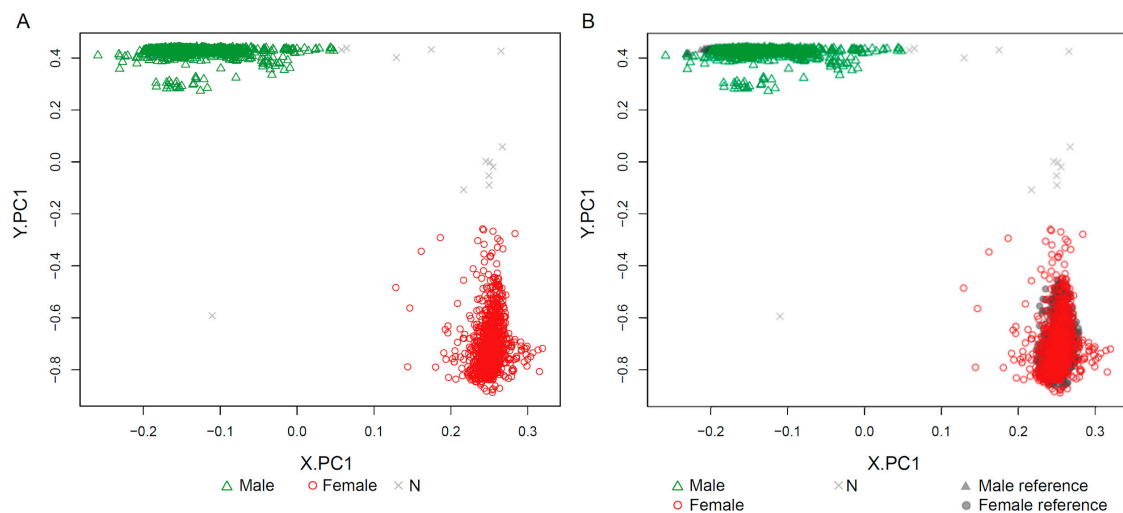 A
B
0.4
0.2
0.0
−0.2
−0.4
−0.6
−0.8
Y.PC1
−0.2 −0.1 0.0 0.1 0.2 0.3
X.PC1
Male Female N
0.4
0.2
0.0
−0.2
−0.4
−0.6
−0.8
Y.PC1
−0.2 −0.1 0.0 0.1 0.2 0.3
X.PC1
Male N Male reference
Female Female reference